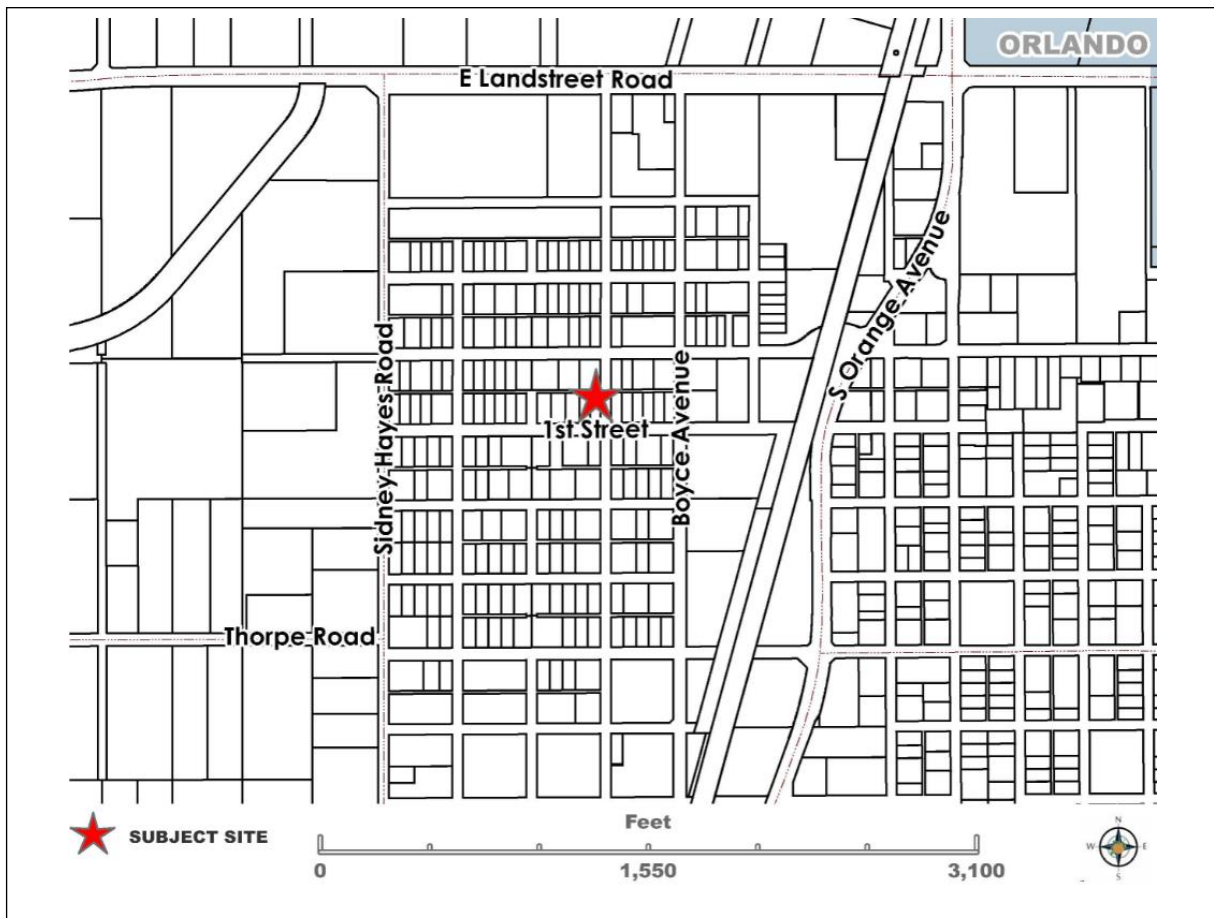 ORLANDO
E Landstreet Road
S Orange Avenue
Sidney Hayes Road
Boyce Avenue
1st Street
Thorpe Road
SUBJECT SITE
Feet
0
1,550
3,100
N
W
E
S